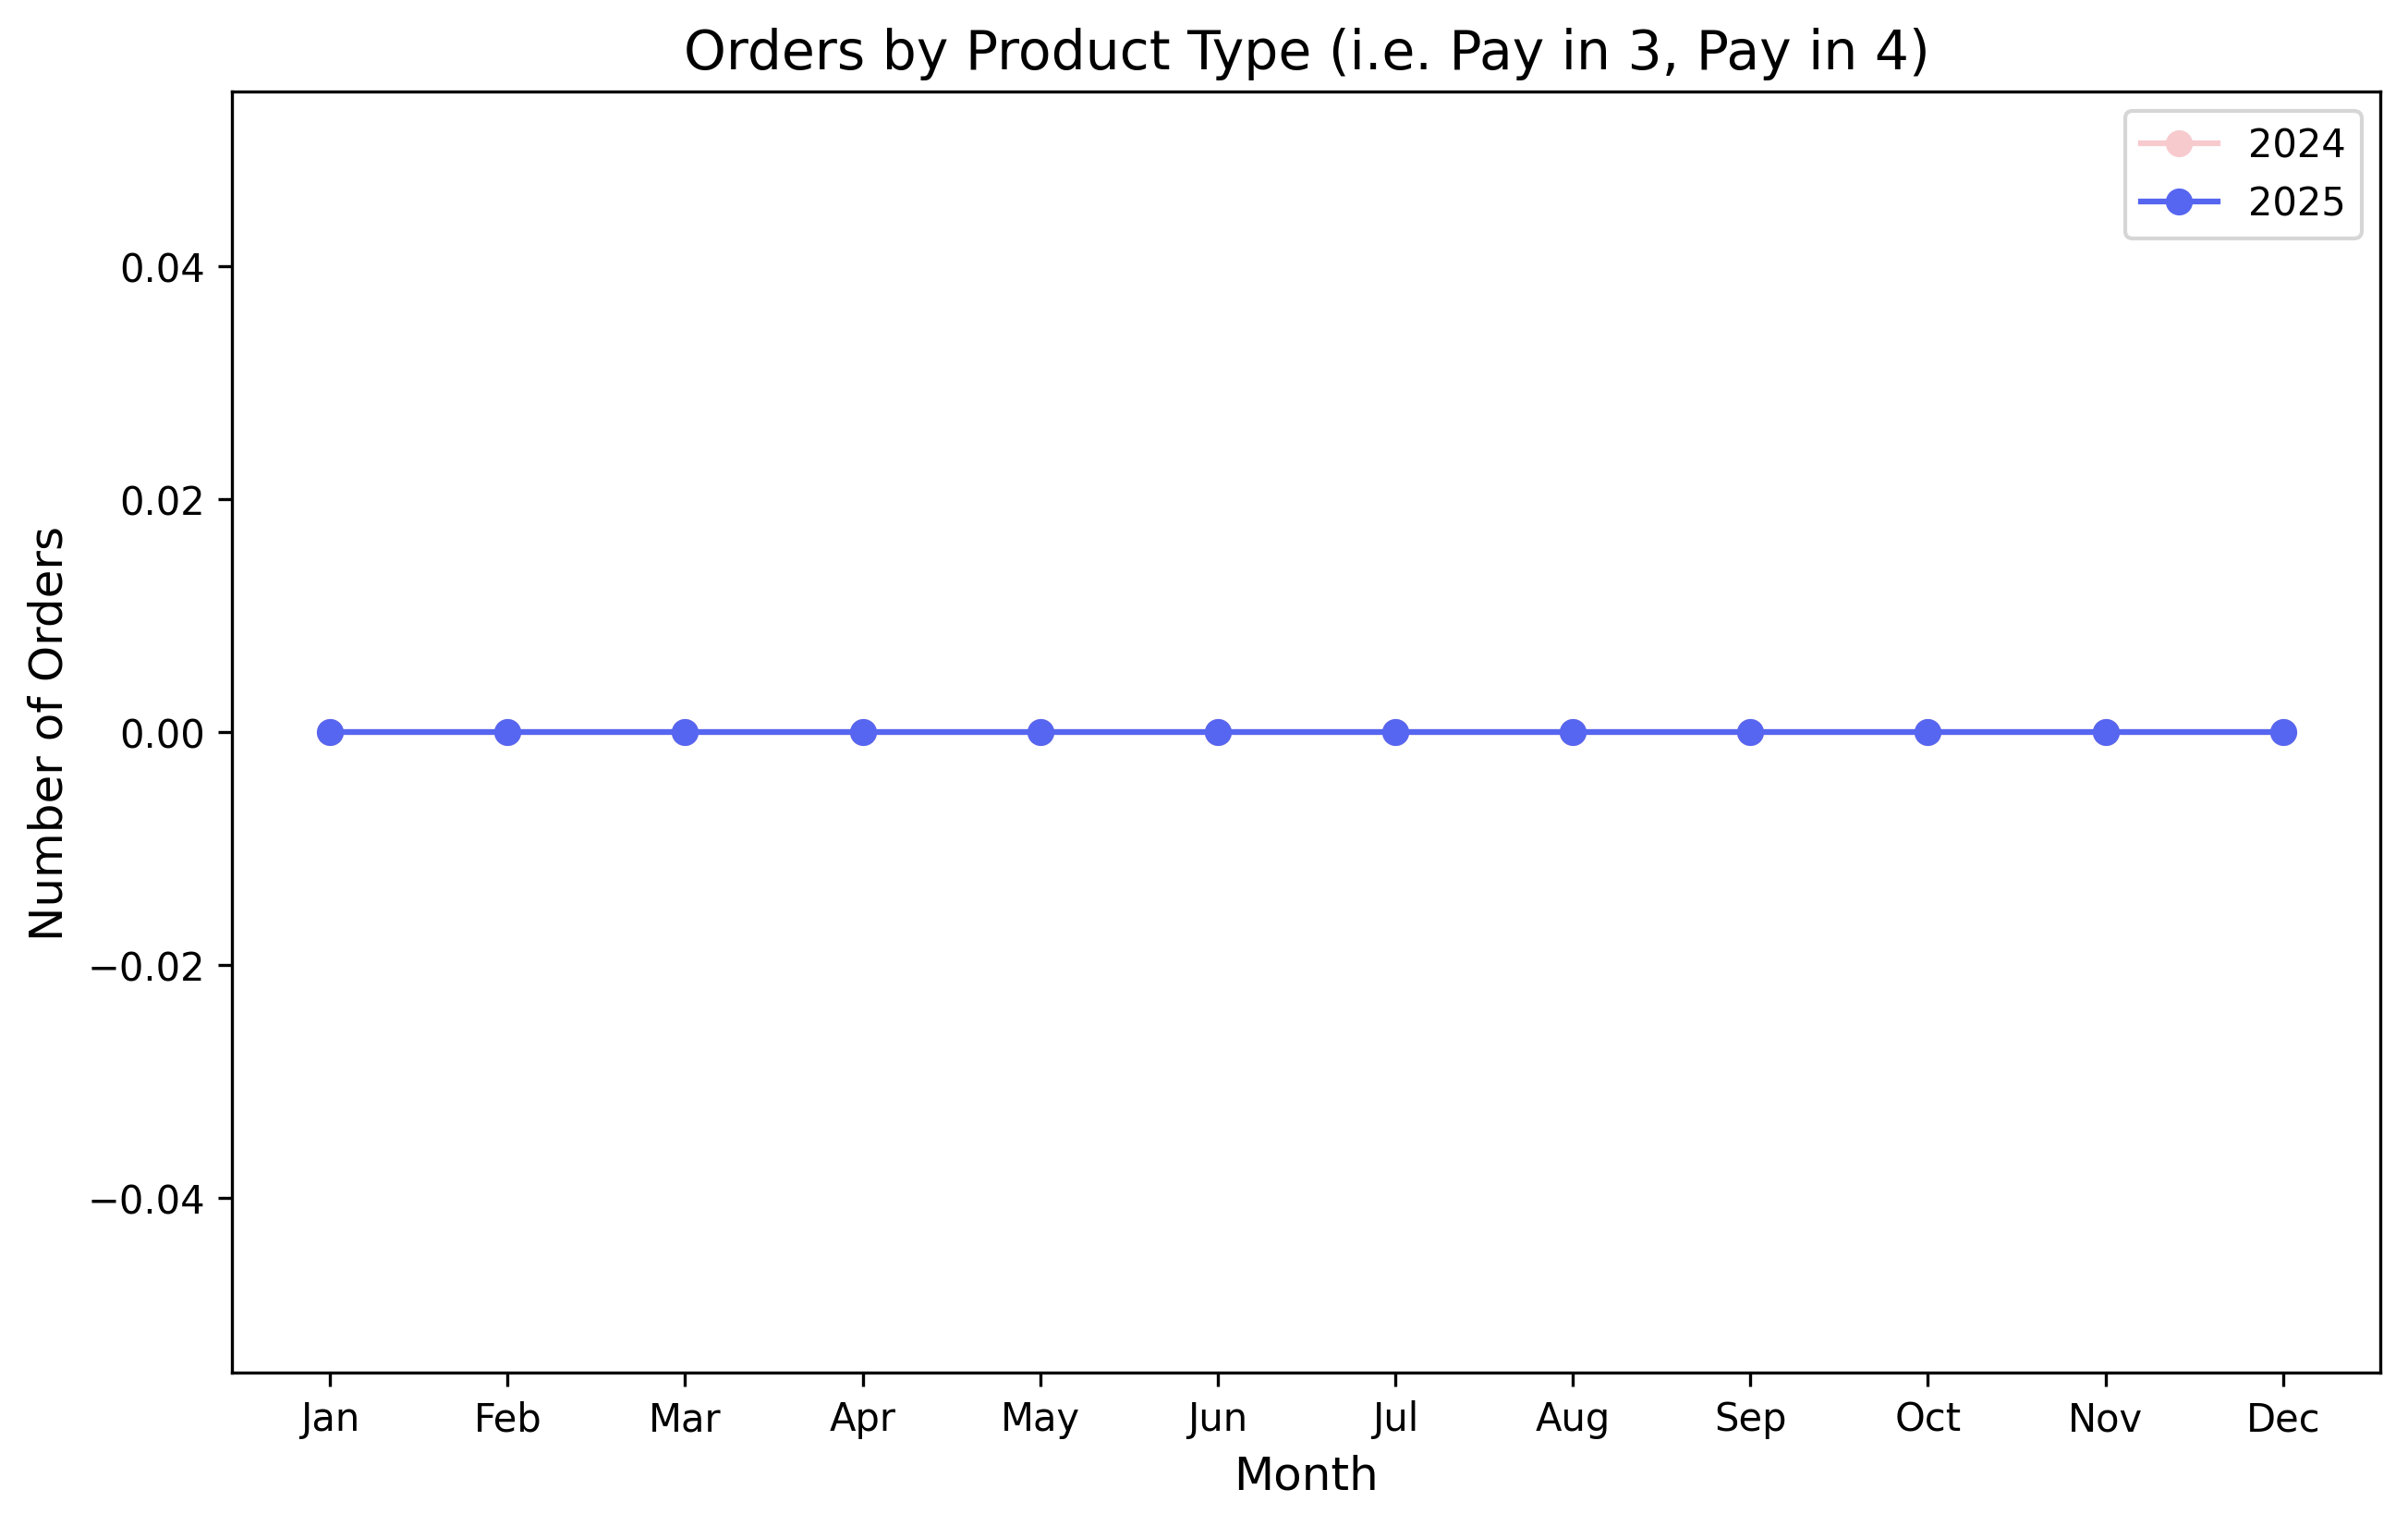 Orders by Product Type (i.e. Pay in 3, Pay in 4)
2024
2025
Number of Orders
0.04
0.02
0.00
−0.02
−0.04
Jan Feb Mar Apr May Jun Jul Aug Sep Oct Nov Dec
Month